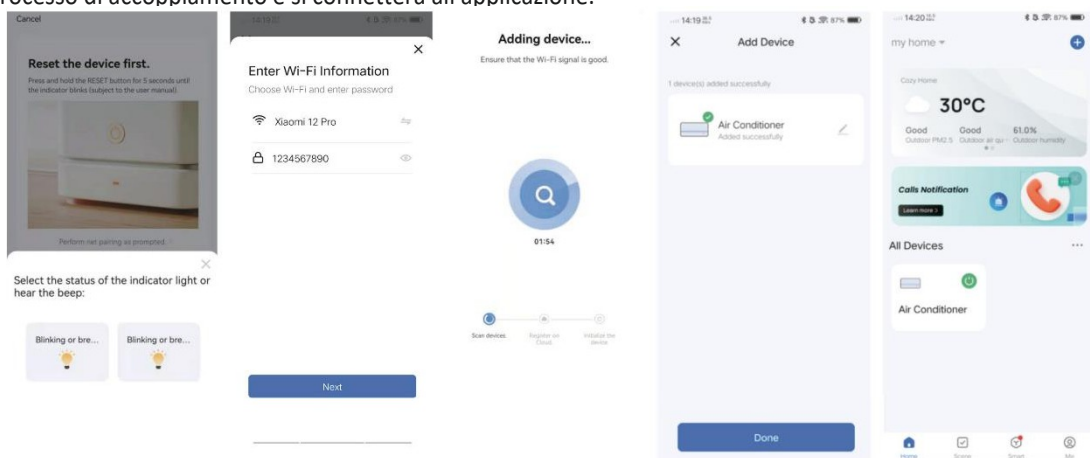 rocesso di accoppiamento e si connetterà all'applicazione.
Cancel
Reset the device first.
Press and hold the RESET button for 5 seconds until
the indicator blinks (subject to the user manual).
Perform net pairing as prompted.
Select the status of the indicator light or
hear the beep:
Blinking or bre...
Blinking or bre...
14:19
87%
Enter Wi-Fi Information
Choose Wi-Fi and enter password
Xiaomi 12 Pro
1234567890
Next
Adding device...
Ensure that the Wi-Fi signal is good.
01:54
Scan devices
Register on
Cloud
Initialize the
device
14:19
87%
Add Device
1 device(s) added successfully
Air Conditioner
Added successfully
Done
14:20
87%
my home
Cozy Home
30°C
Good
Good
61.0%
Outdoor PM2.5
Outdoor air qu···
Outdoor humidity
Calls Notification
Learn more >
All Devices
Air Conditioner
Home
Scene
Smart
Me